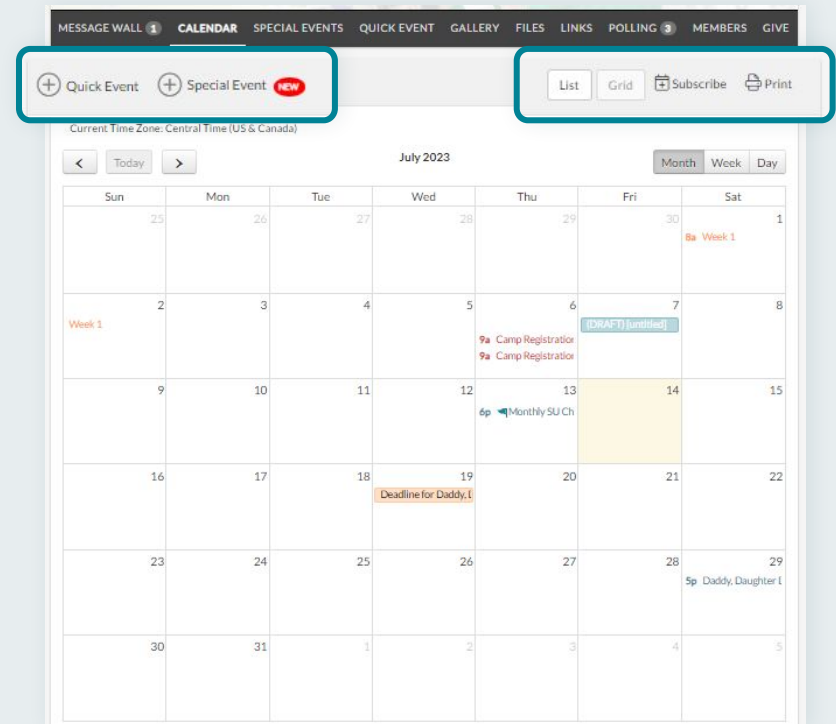 MESSAGE WALL 1 CALENDAR SPECIAL EVENTS QUICK EVENT GALLERY FILES LINKS POLLING 3 MEMBERS GIVE
Quick Event Special Event NEW List Grid Subscribe Print
Current Time Zone: Central Time (US & Canada)
< Today > July 2023 Month Week Day
Sun Mon Tue Wed Thu Fri Sat
25 26 27 28 29 30 1
8a Week 1
2 3 4 5 6 7 8
Week 1 (DRAFT) [untitled]
9a Camp Registration
9a Camp Registration
9 10 11 12 13 14 15
6p Monthly SU Ch
16 17 18 19 20 21 22
Deadline for Daddy,
23 24 25 26 27 28 29
5p Daddy, Daughter
30 31 1 2 3 4 5